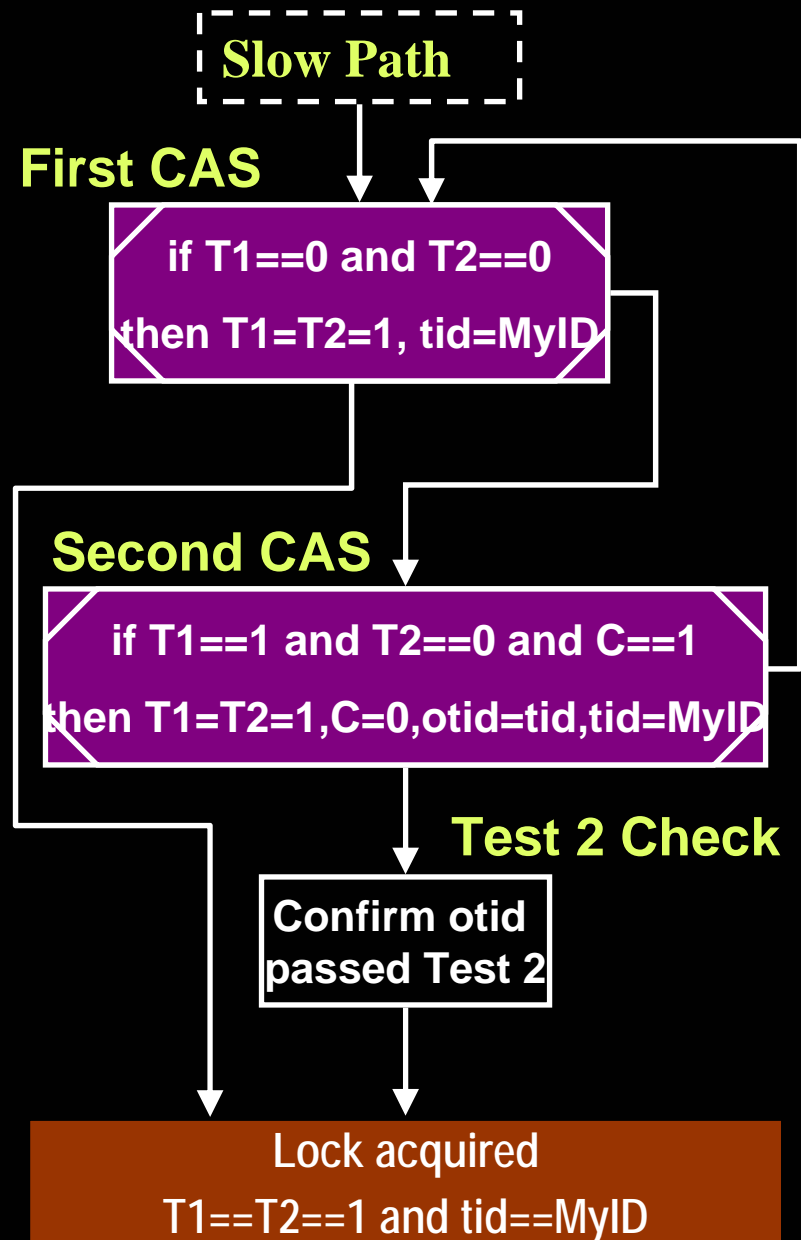 Slow Path
First CAS
if T1==0 and T2==0
then T1=T2=1, tid=MyID
Second CAS
if T1==1 and T2==0 and C==1
then T1=T2=1,C=0,otid=tid,tid=MyID
Test 2 Check
Confirm otid
passed Test 2
Lock acquired
T1==T2==1 and tid==MyID